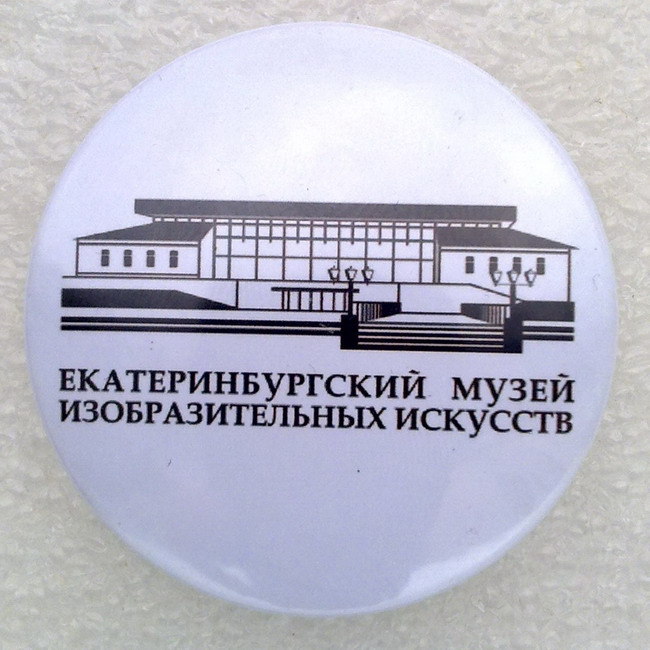 ЕКАТЕРИНБУРГСКИЙ МУЗЕЙ
ИЗОБРАЗИТЕЛЬНЫХ ИСКУССТВ